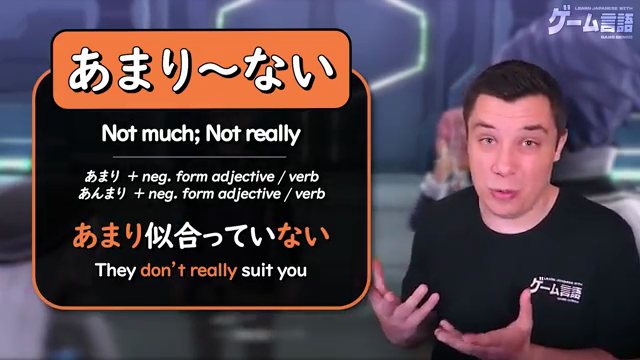 あまり～ない
Not much; Not really
あまり + neg. form adjective / verb
あんまり + neg. form adjective / verb
あまり似合っていない
They don't really suit you
LEARN JAPANESE WITH
ゲーム言語
ゲーム言語